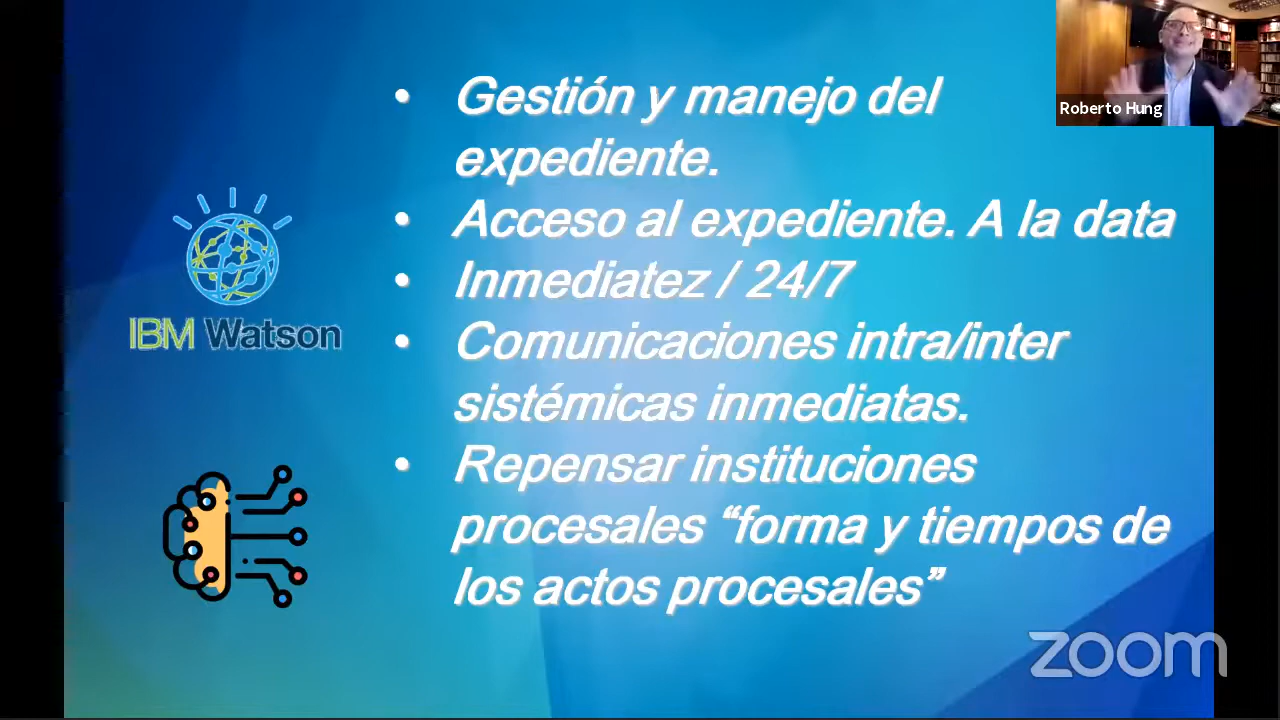 Roberto Hung
• Gestión y manejo del
expediente.
• Acceso al expediente. A la data
• Inmediatez / 24/7
• Comunicaciones intra/inter
sistémicas inmediatas.
• Repensar instituciones
procesales “forma y tiempos de
los actos procesales”
IBM Watson
zoom